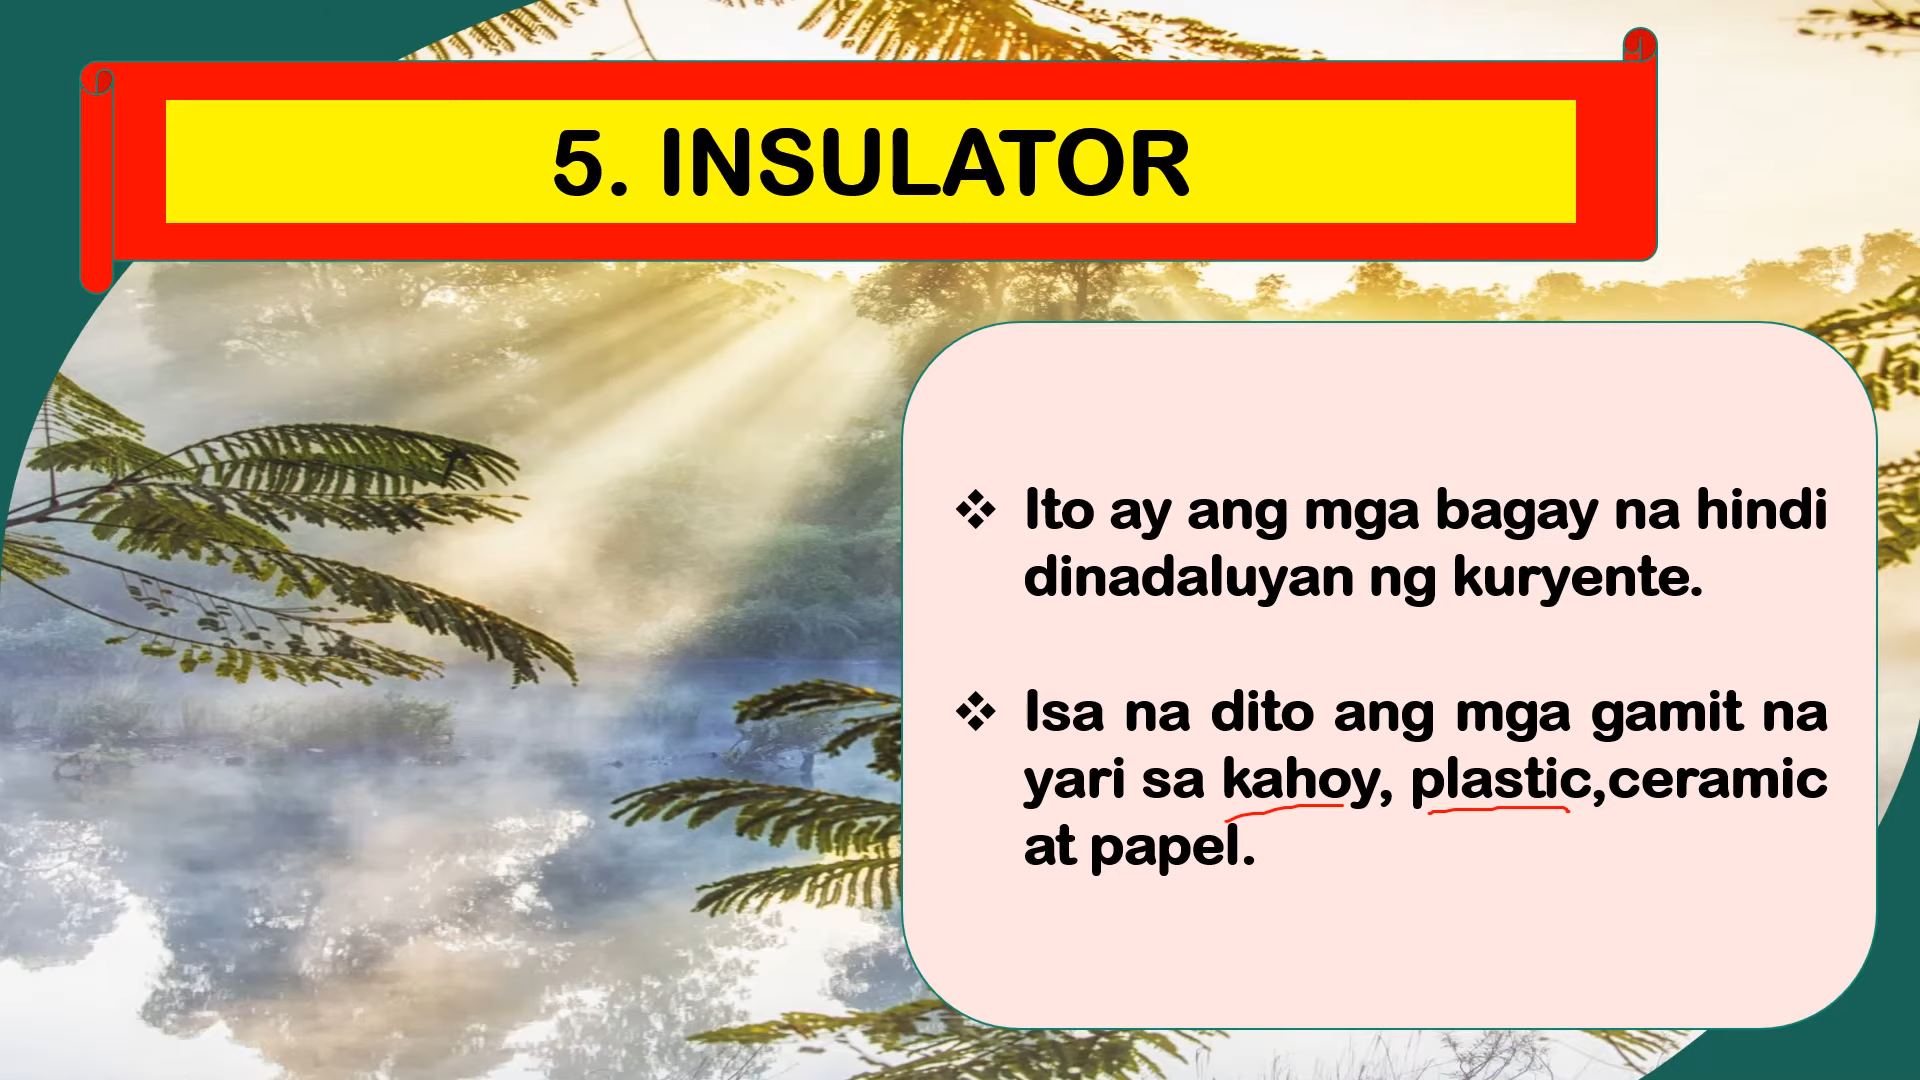 5. INSULATOR
❖ Ito ay ang mga bagay na hindi
dinadaluyan ng kuryente.
❖ Isa na dito ang mga gamit na
yari sa kahoy, plastic,ceramic
at papel.